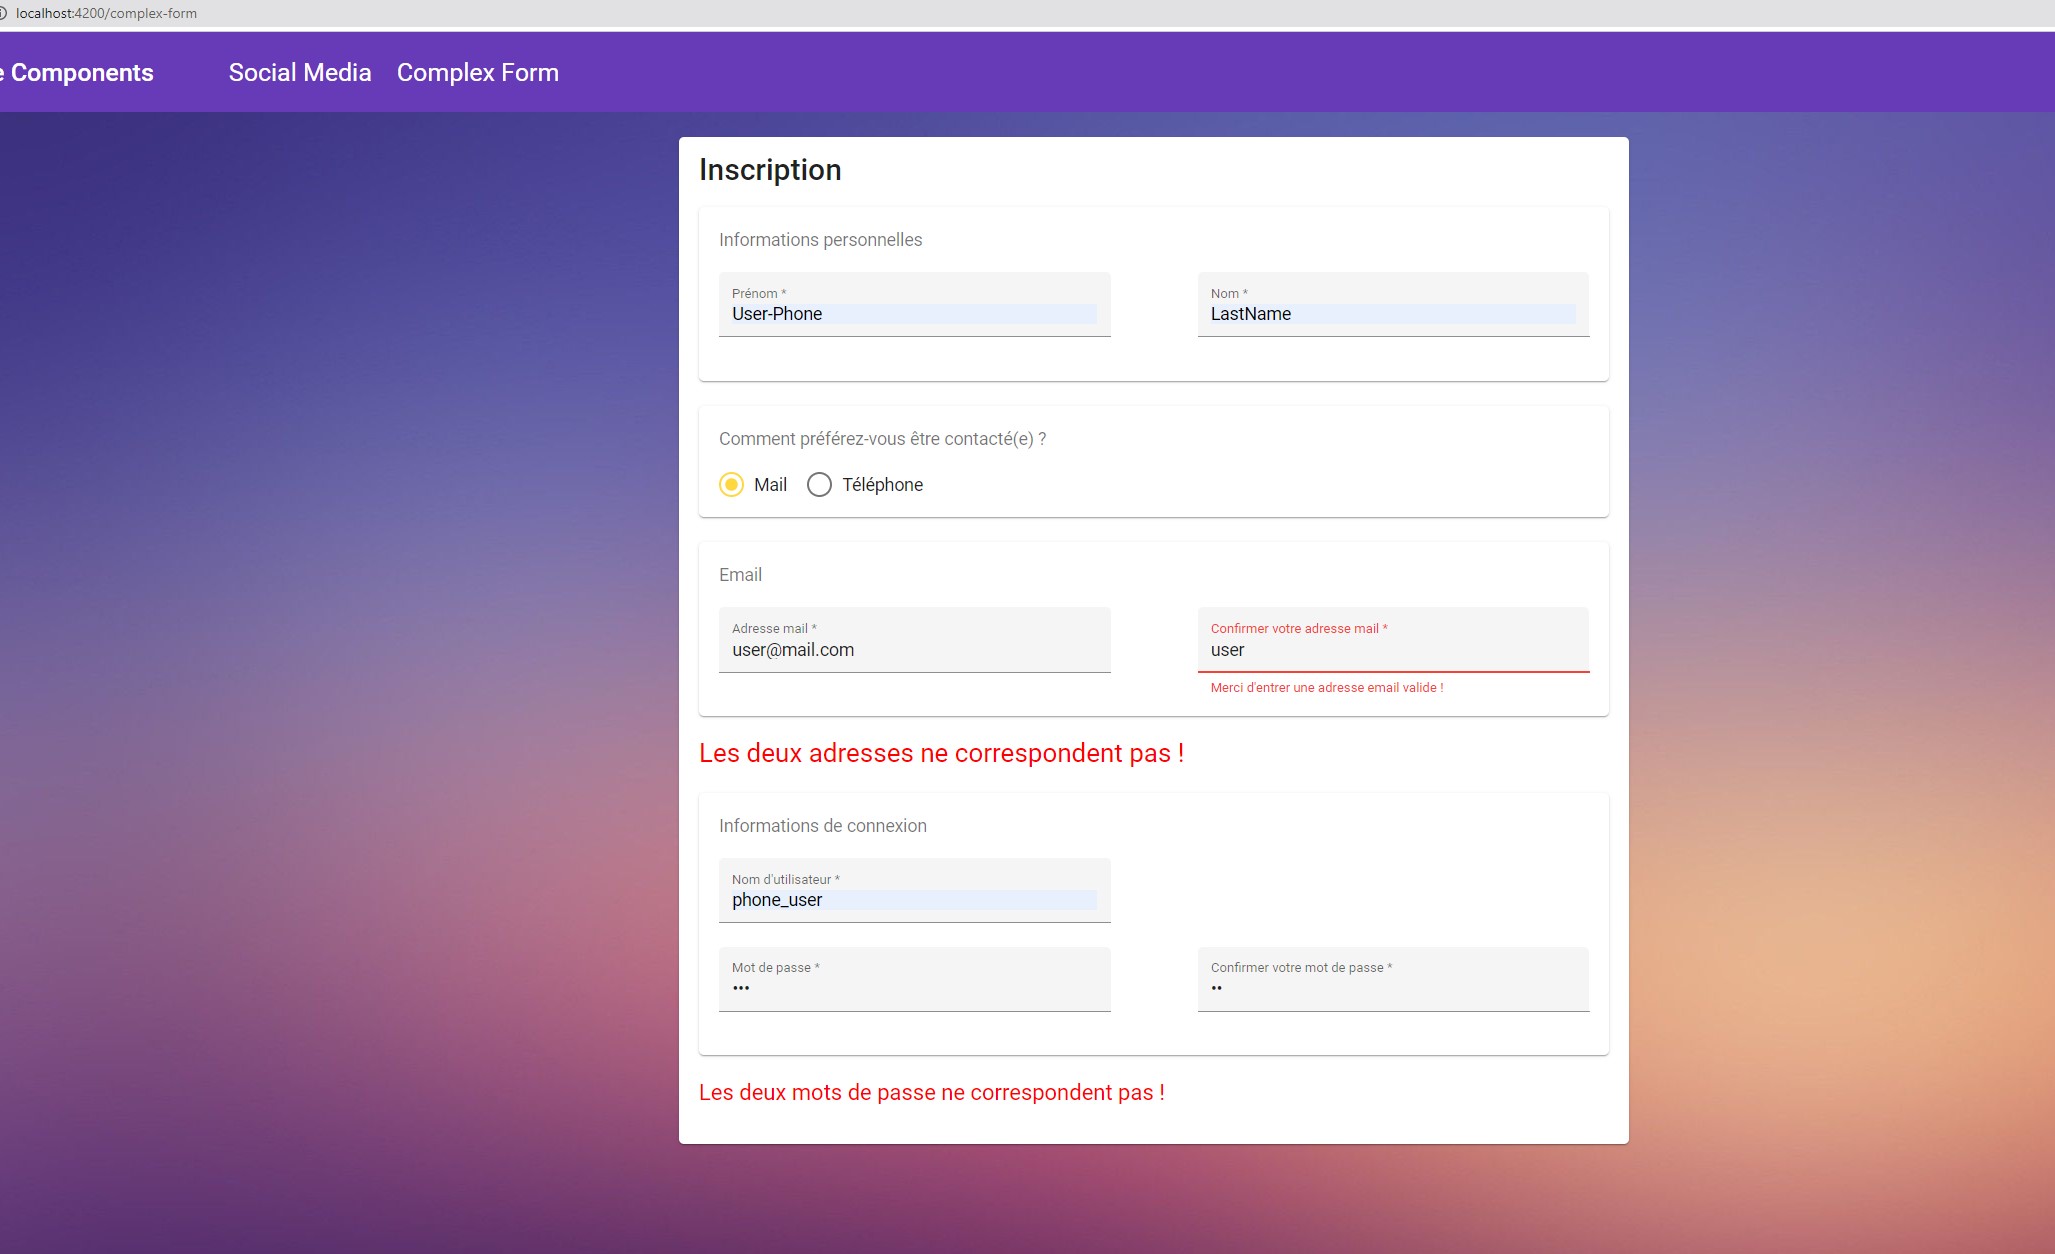 localhost:4200/complex-form
e Components Social Media Complex Form
Inscription
Informations personnelles
Prénom * Nom *
User-Phone LastName
Comment préférez-vous être contacté(e) ?
Mail Téléphone
Email
Adresse mail * Confirmer votre adresse mail *
user@mail.com user
Merci d'entrer une adresse email valide !
Les deux adresses ne correspondent pas !
Informations de connexion
Nom d'utilisateur *
phone_user
Mot de passe * Confirmer votre mot de passe *
••• ••
Les deux mots de passe ne correspondent pas !